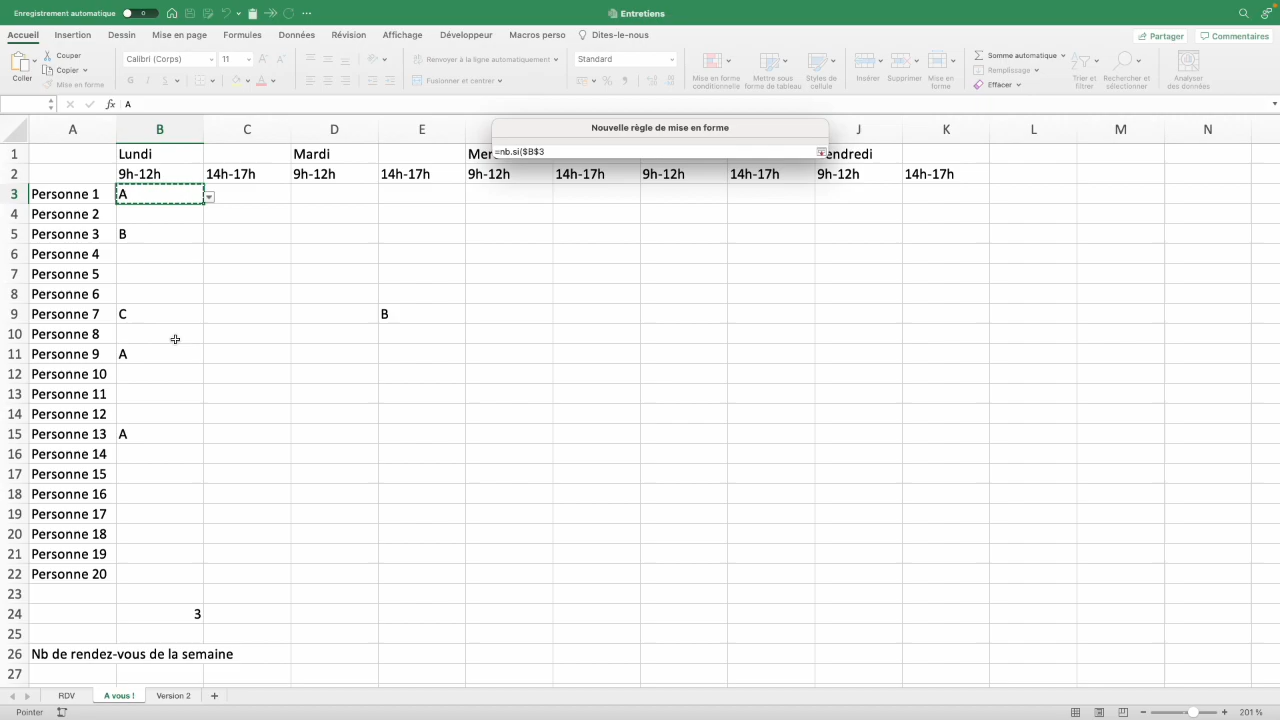 Enregistrement automatique
Entretiens
Accueil Insertion Dessin Mise en page Formules Données Révision Affichage Développeur Macros perso Dites-le-nous Partager Commentaires
Coller Couper Copier Mise en forme
Calibri (Corps) 11
Renvoyer à la ligne automatiquement
Fusionner et centrer
Standard
Mise en forme conditionnelle
Mettre sous forme de tableau
Styles de cellule
Insérer Supprimer Mise en forme
Somme automatique
Remplissage
Effacer
Trier et filtrer
Rechercher et sélectionner
Analyser des données
fx A
Nouvelle règle de mise en forme
=nb.si($B$3
A B C D E J K L M N
1 Lundi Mardi Mer endredi
2 9h-12h 14h-17h 9h-12h 14h-17h 9h-12h 14h-17h 9h-12h 14h-17h 9h-12h 14h-17h
3 Personne 1 A
4 Personne 2
5 Personne 3 B
6 Personne 4
7 Personne 5
8 Personne 6
9 Personne 7 C B
10 Personne 8
11 Personne 9 A
12 Personne 10
13 Personne 11
14 Personne 12
15 Personne 13 A
16 Personne 14
17 Personne 15
18 Personne 16
19 Personne 17
20 Personne 18
21 Personne 19
22 Personne 20
23
24 3
25
26 Nb de rendez-vous de la semaine
27
RDV A vous ! Version 2 +
Pointer 201 %